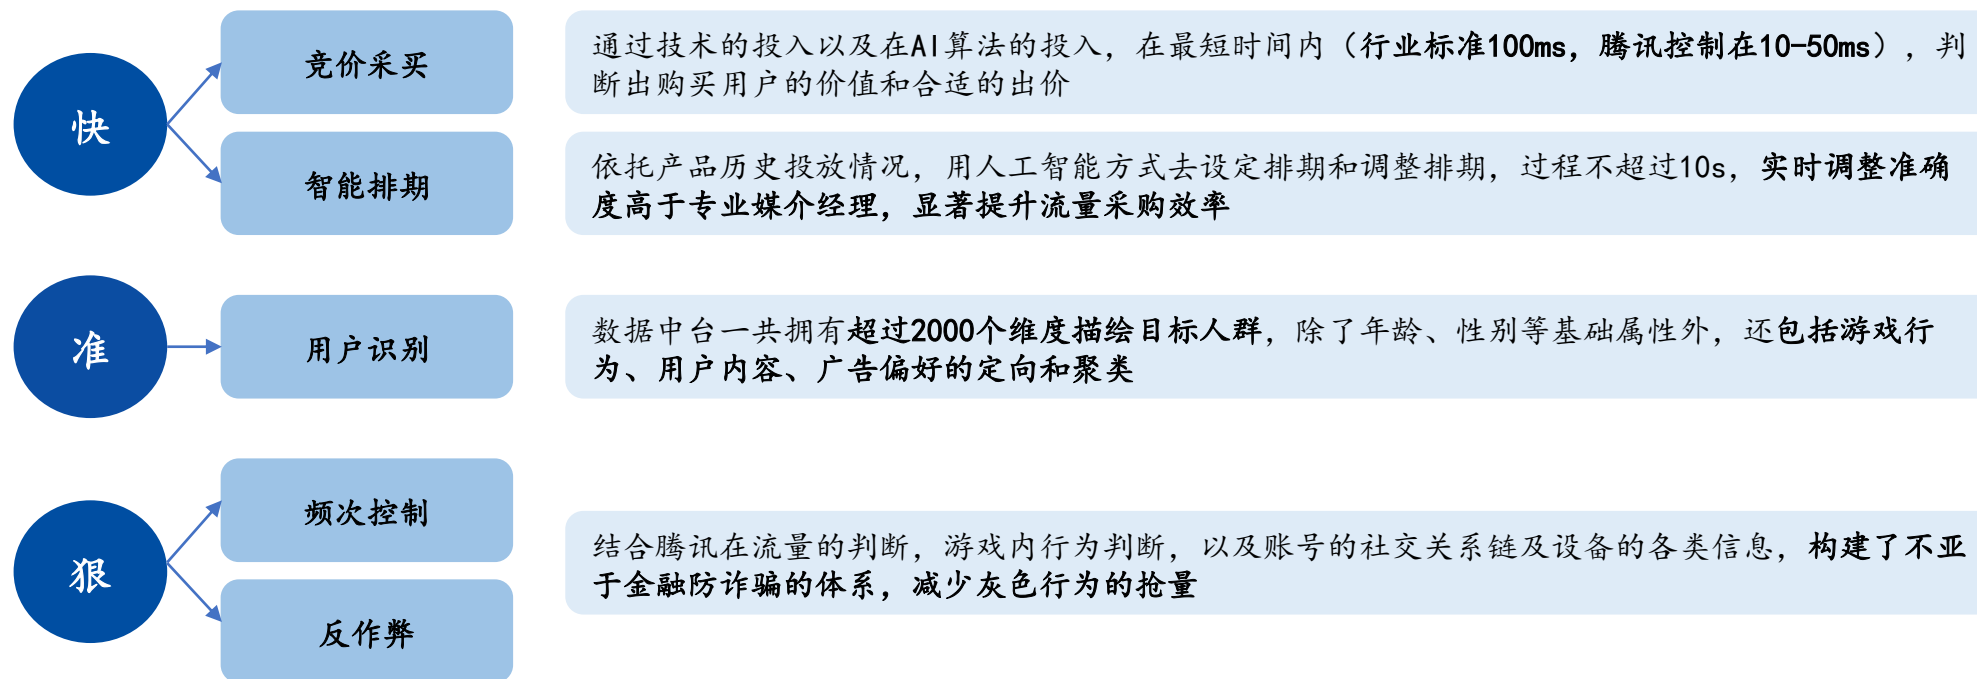 快
竞价采买
通过技术的投入以及在AI算法的投入，在最短时间内（行业标准100ms，腾讯控制在10-50ms），判
断出购买用户的价值和合适的出价
智能排期
依托产品历史投放情况，用人工智能方式去设定排期和调整排期，过程不超过10s，实时调整准确
度高于专业媒介经理，显著提升流量采购效率
准
用户识别
数据中台一共拥有超过2000个维度描绘目标人群，除了年龄、性别等基础属性外，还包括游戏行
为、用户内容、广告偏好的定向和聚类
狠
频次控制
反作弊
结合腾讯在流量的判断，游戏内行为判断，以及账号的社交关系链及设备的各类信息，构建了不亚
于金融防诈骗的体系，减少灰色行为的抢量